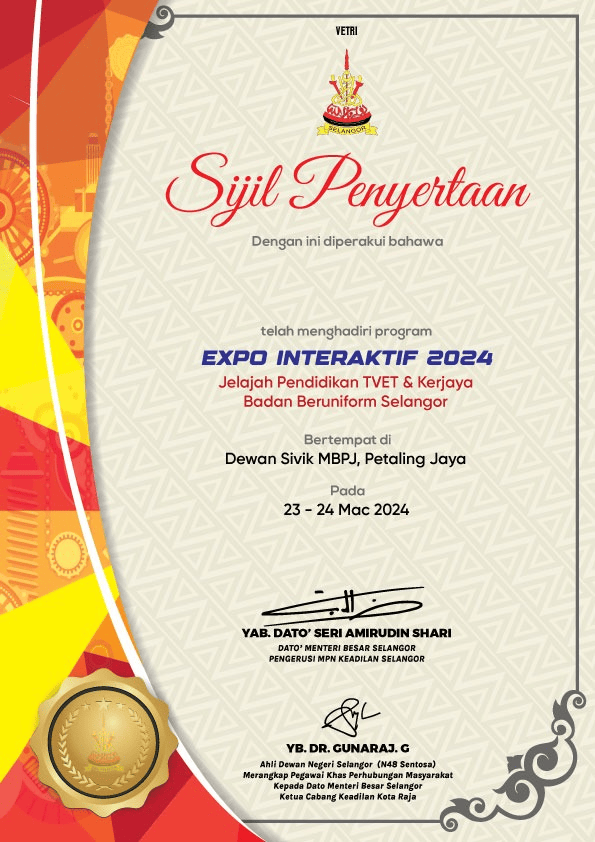 VETRI
SELANGOR
Sijil Penyertaan
Dengan ini diperakui bahawa
telah menghadiri program
EXPO INTERAKTIF 2024
Jelajah Pendidikan TVET & Kerjaya
Badan Beruniform Selangor
Bertempat di
Dewan Sivik MBPJ, Petaling Jaya
Pada
23 - 24 Mac 2024
YAB. DATO' SERI AMIRUDIN SHARI
DATO' MENTERI BESAR SELANGOR
PENGERUSI MPN KEADILAN SELANGOR
YB. DR. GUNARAJ. G
Ahli Dewan Negeri Selangor (N48 Sentosa)
Merangkap Pegawai Khas Perhubungan Masyarakat
Kepada Dato Menteri Besar Selangor
Ketua Cabang Keadilan Kota Raja